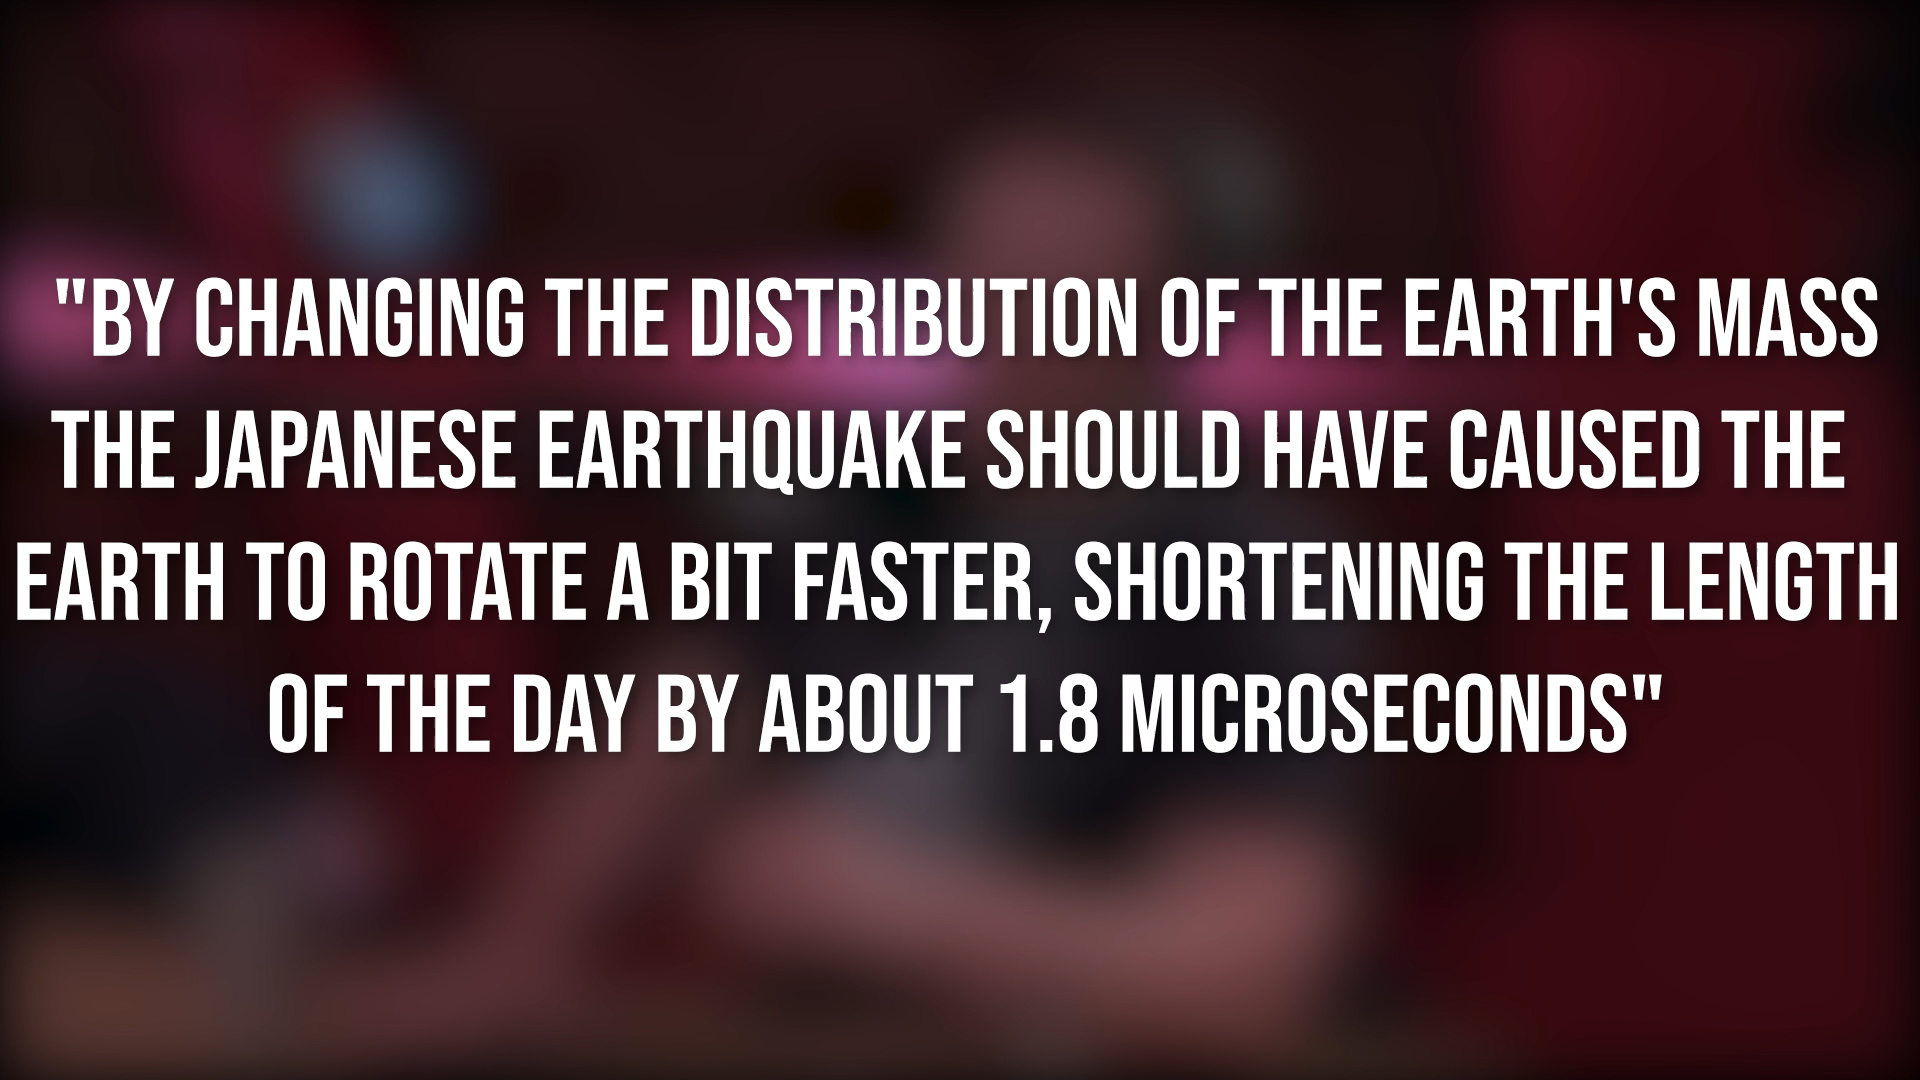 "BY CHANGING THE DISTRIBUTION OF THE EARTH'S MASS
THE JAPANESE EARTHQUAKE SHOULD HAVE CAUSED THE
EARTH TO ROTATE A BIT FASTER, SHORTENING THE LENGTH
OF THE DAY BY ABOUT 1.8 MICROSECONDS"